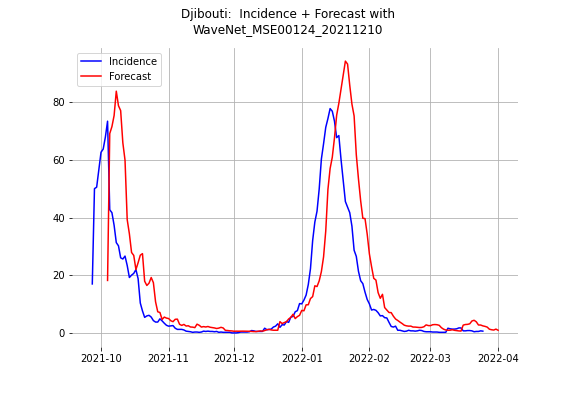 Djibouti:  Incidence + Forecast with
WaveNet_MSE00124_20211210
Incidence
Forecast
80
60
40
20
0
2021-10 2021-11 2021-12 2022-01 2022-02 2022-03 2022-04